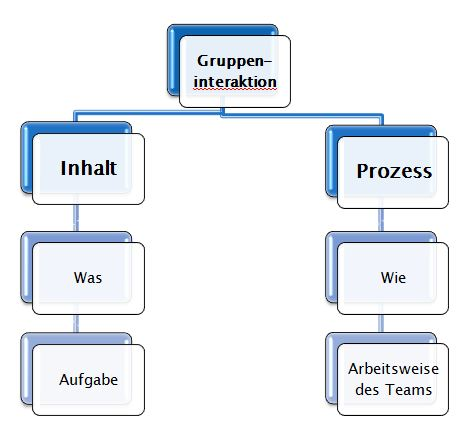 Gruppen-
interaktion
Inhalt
Prozess
Was
Wie
Aufgabe
Arbeitsweise
des Teams